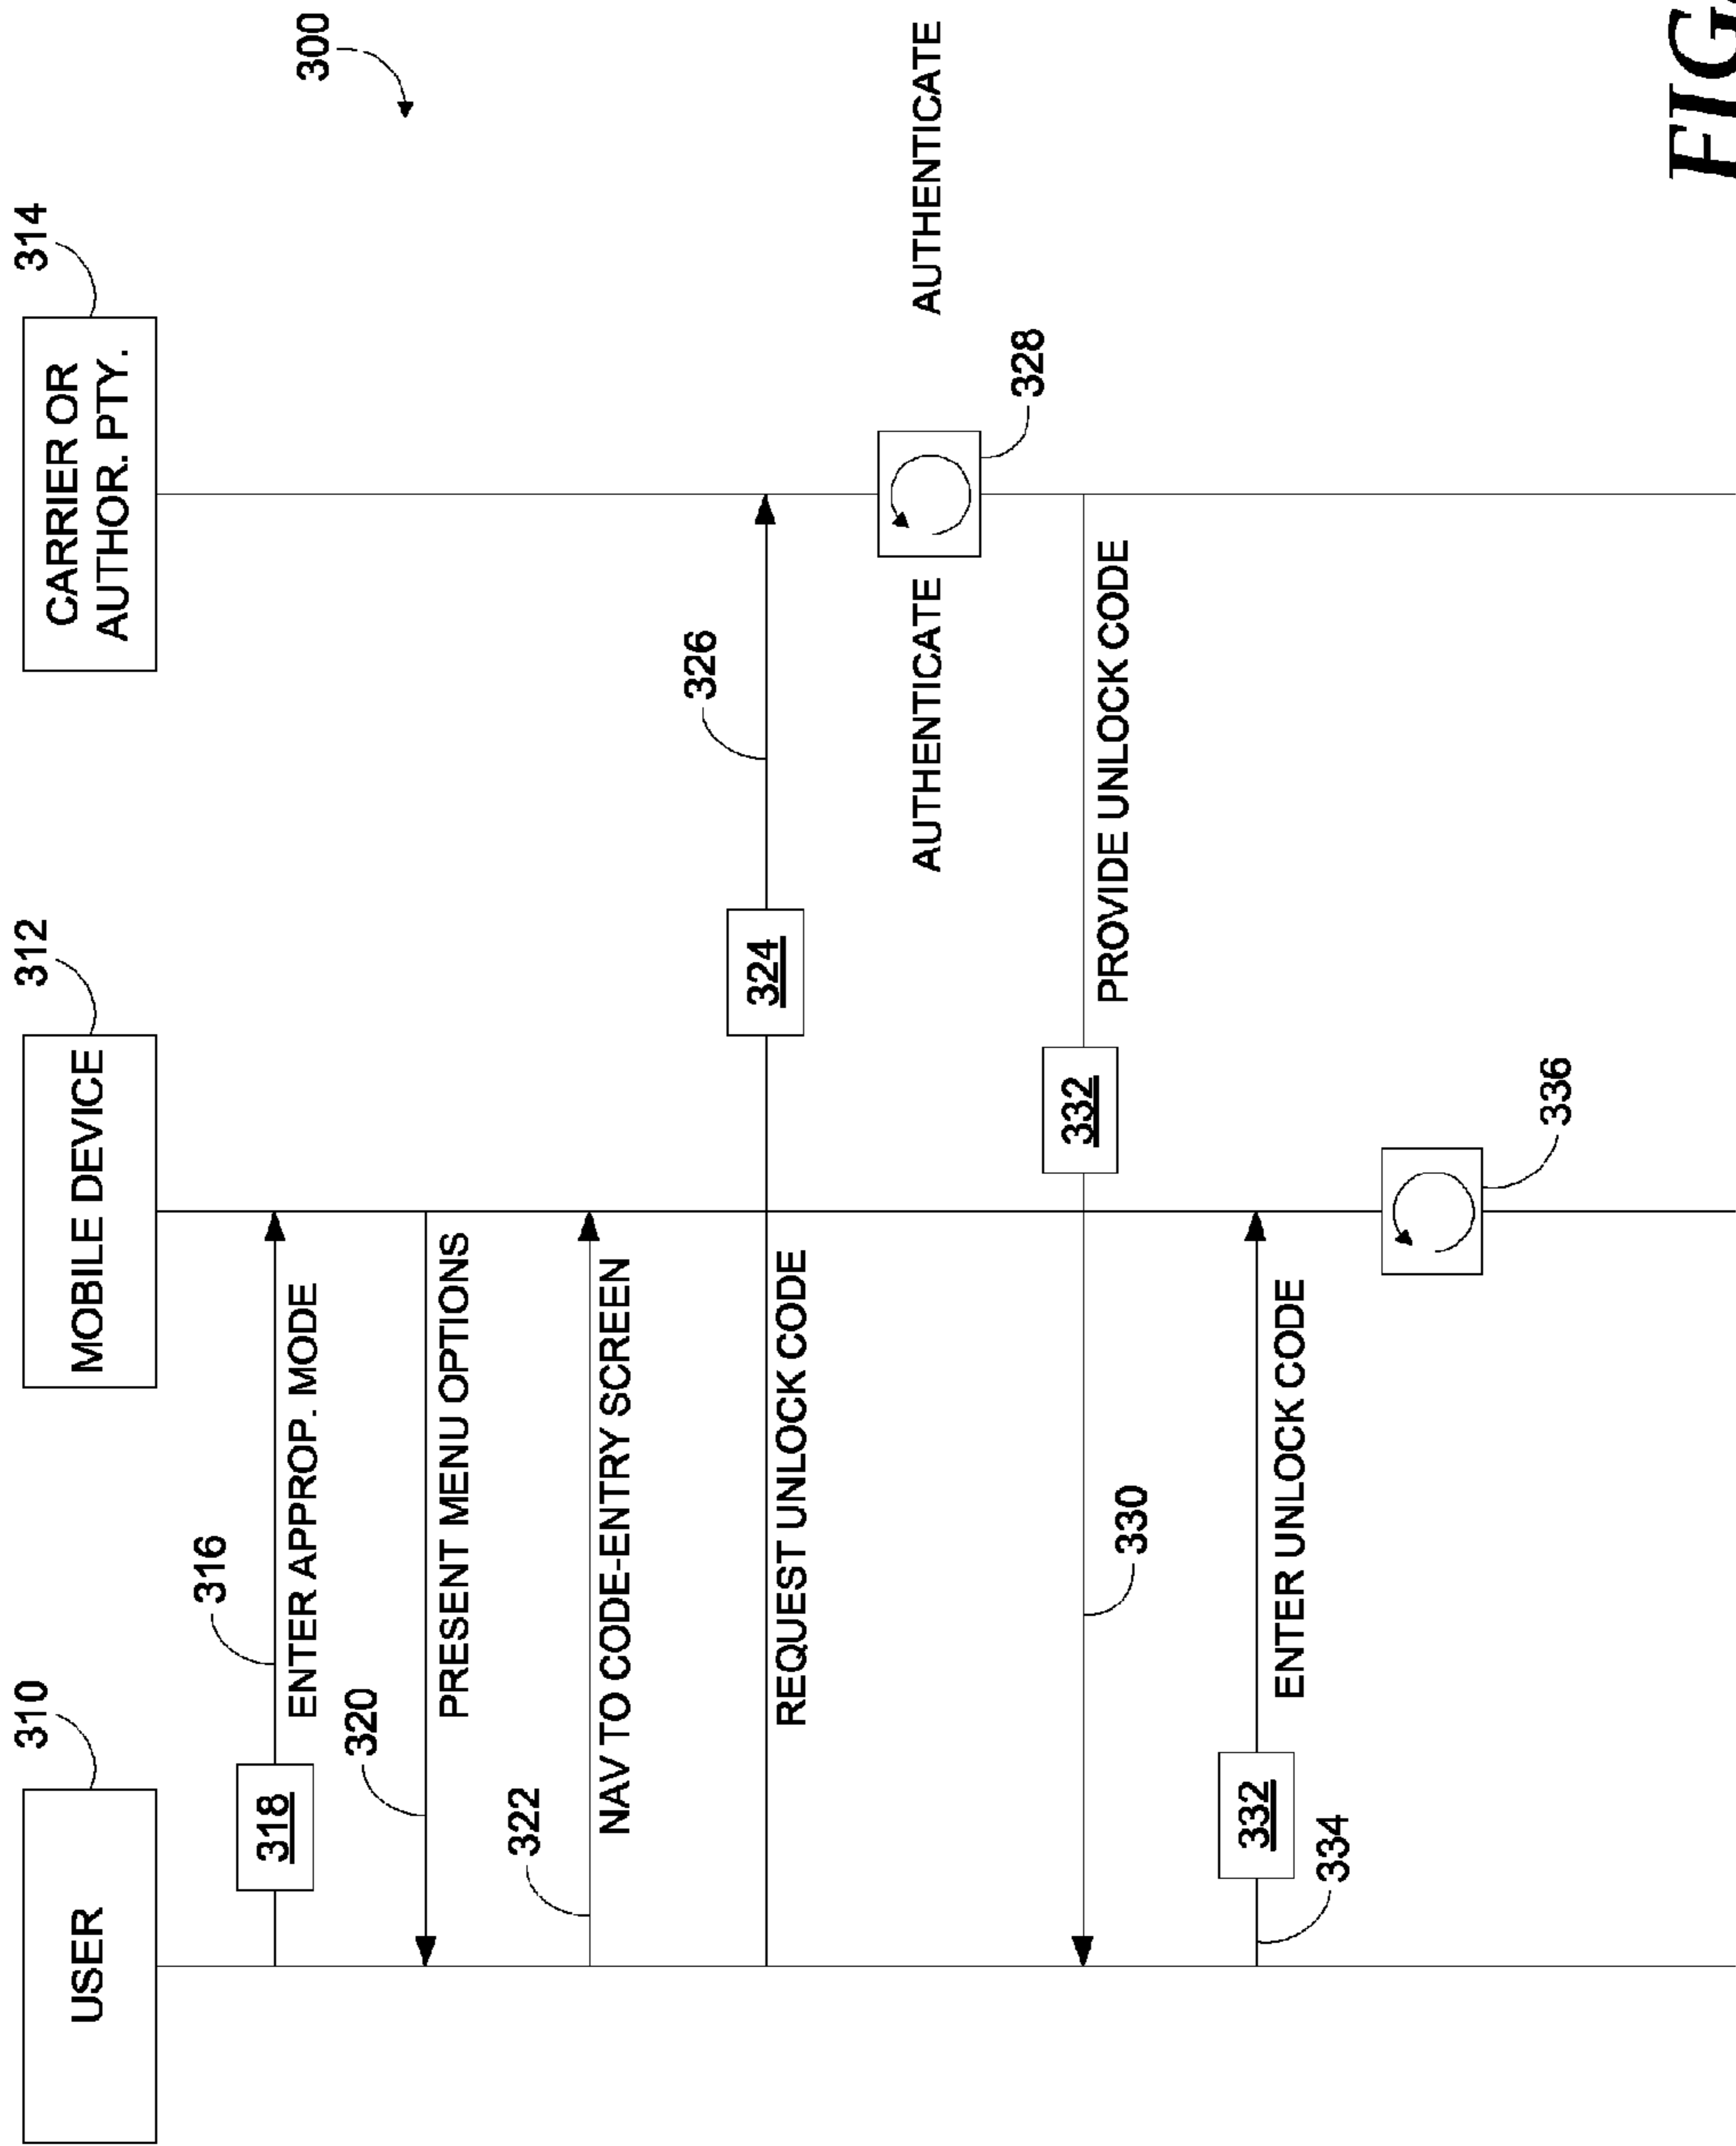 300
310
USER
312
MOBILE DEVICE
314
CARRIER OR
AUTHOR. PTY.
316
318
ENTER APPROP. MODE
320
PRESENT MENU OPTIONS
322
NAV TO CODE-ENTRY SCREEN
324
326
REQUEST UNLOCK CODE
AUTHENTICATE
AUTHENTICATE
328
332
PROVIDE UNLOCK CODE
330
332
ENTER UNLOCK CODE
334
336
FIG